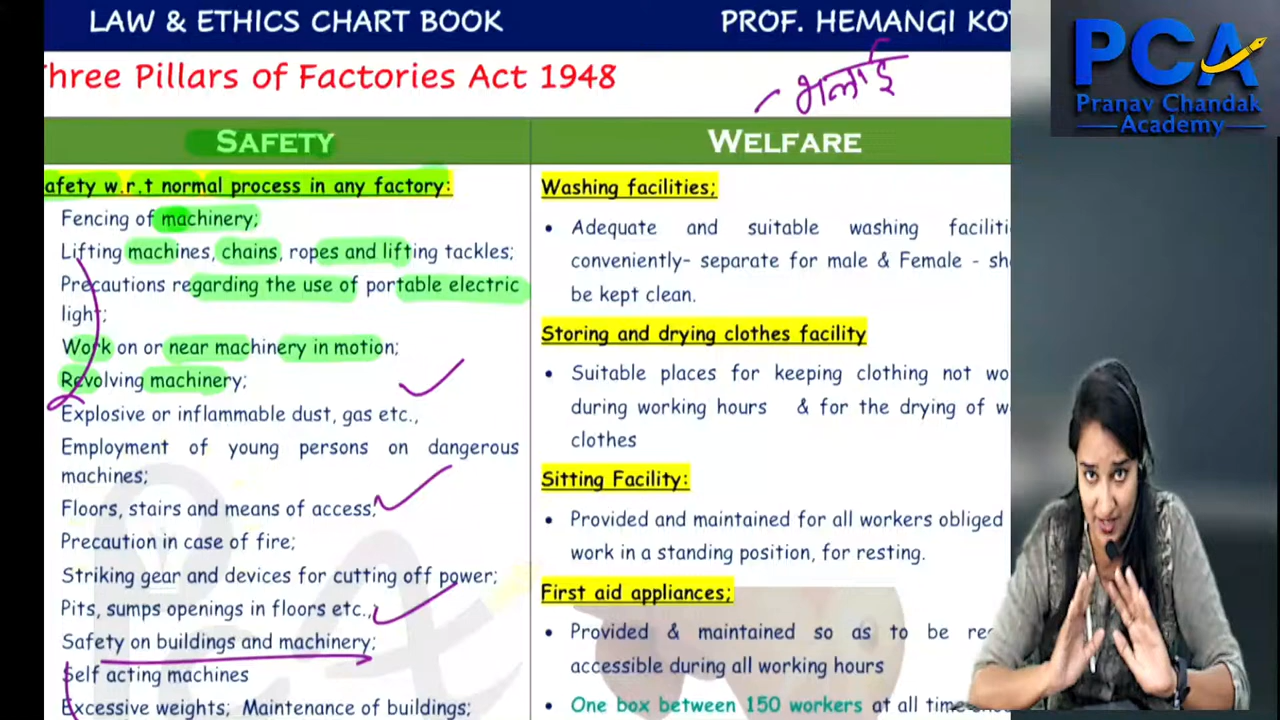 LAW & ETHICS CHART BOOK
PROF. HEMANGI
PCA
Pranav Chandak
Academy
Three Pillars of Factories Act 1948
भलाई
SAFETY
afety w.r.t normal process in any factory:
Fencing of machinery;
Lifting machines, chains, ropes and lifting tackles;
Precautions regarding the use of portable electric
light;
Work on or near machinery in motion;
Revolving machinery;
Explosive or inflammable dust, gas etc.,
Employment of young persons on dangerous
machines;
Floors, stairs and means of access;
Precaution in case of fire;
Striking gear and devices for cutting off power;
Pits, sumps openings in floors etc.,
Safety on buildings and machinery;
Self acting machines
Excessive weights; Maintenance of buildings;
WELFARE
Washing facilities;
• Adequate and suitable washing faciliti
conveniently- separate for male & Female - sh
be kept clean.
Storing and drying clothes facility
• Suitable places for keeping clothing not wo
during working hours & for the drying of w
clothes
Sitting Facility:
• Provided and maintained for all workers obliged
work in a standing position, for resting.
First aid appliances;
• Provided & maintained so as to be re
accessible during all working hours
• One box between 150 workers at all time